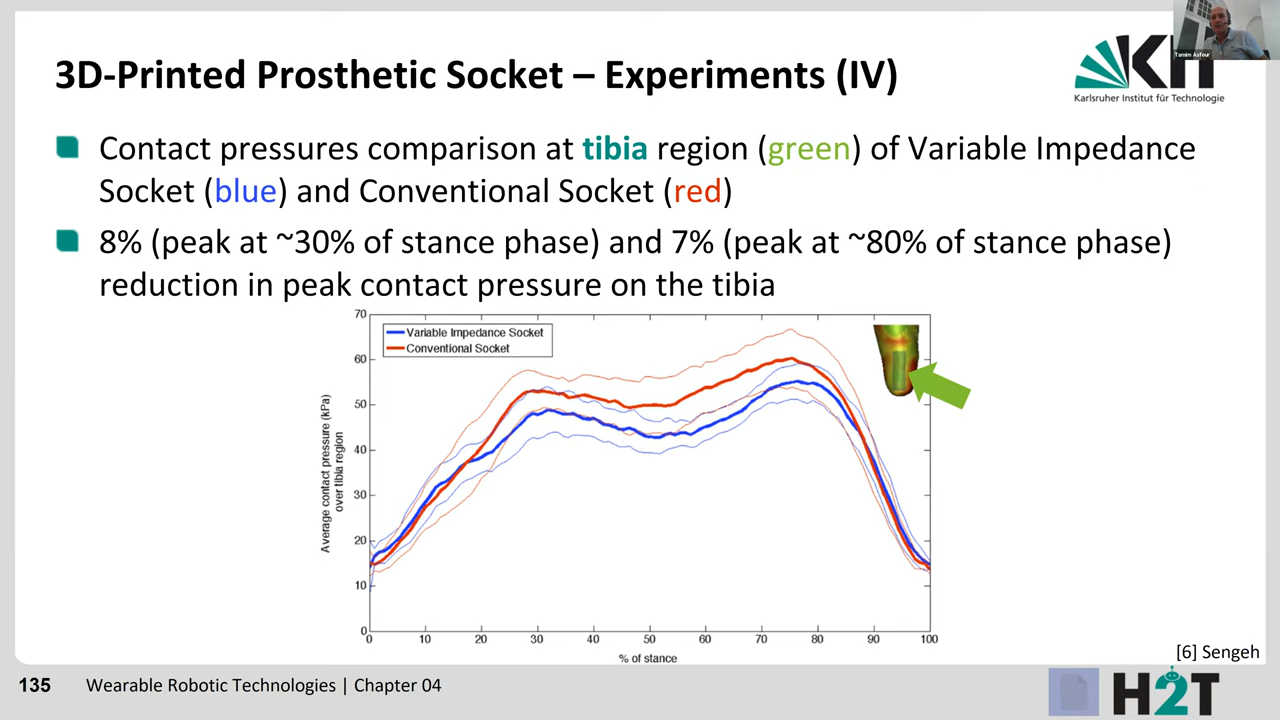 Tamim Asfour
KIT
Karlsruher Institut für Technologie
3D-Printed Prosthetic Socket – Experiments (IV)
Contact pressures comparison at tibia region (green) of Variable Impedance
Socket (blue) and Conventional Socket (red)
8% (peak at ~30% of stance phase) and 7% (peak at ~80% of stance phase)
reduction in peak contact pressure on the tibia
Variable Impedance Socket
Conventional Socket
Average contact pressure (kPa)
over tibia region
70
60
50
40
30
20
10
0
0 10 20 30 40 50 60 70 80 90 100
% of stance
[6] Sengeh
135 Wearable Robotic Technologies | Chapter 04
H2T